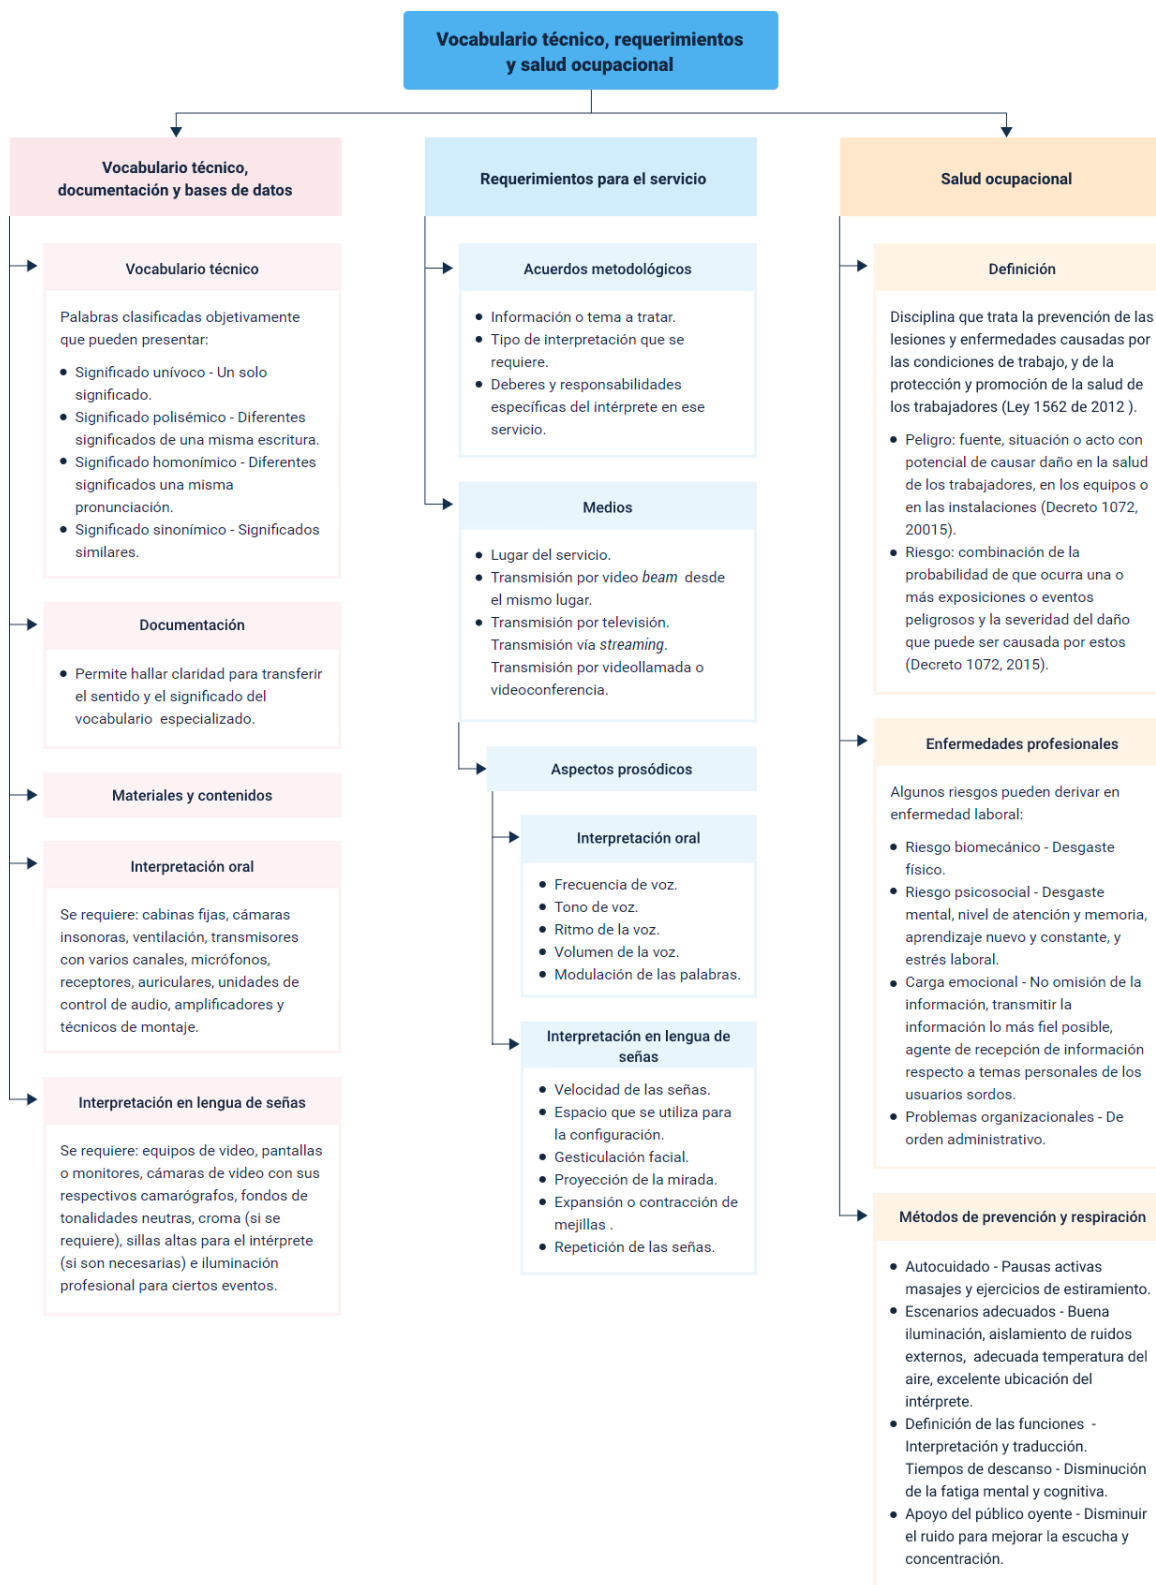 Vocabulario técnico, requerimientos
y salud ocupacional
Vocabulario técnico,
documentación y bases de datos
Vocabulario técnico
Palabras clasificadas objetivamente
que pueden presentar:
Significado unívoco - Un solo
significado.
Significado polisémico - Diferentes
significados de una misma escritura.
Significado homonímico - Diferentes
significados una misma
pronunciación.
Significado sinonímico - Significados
similares.
Documentación
Permite hallar claridad para transferir
el sentido y el significado del
vocabulario especializado.
Materiales y contenidos
Interpretación oral
Se requiere: cabinas fijas, cámaras
insonoras, ventilación, transmisores
con varios canales, micrófonos,
receptores, auriculares, unidades de
control de audio, amplificadores y
técnicos de montaje.
Interpretación en lengua de señas
Se requiere: equipos de video, pantallas
o monitores, cámaras de video con sus
respectivos camarógrafos, fondos de
tonalidades neutras, croma (si se
requiere), sillas altas para el intérprete
(si son necesarias) e iluminación
profesional para ciertos eventos.
Requerimientos para el servicio
Acuerdos metodológicos
Información o tema a tratar.
Tipo de interpretación que se
requiere.
Deberes y responsabilidades
específicas del intérprete en ese
servicio.
Medios
Lugar del servicio.
Transmisión por video beam desde
el mismo lugar.
Transmisión por televisión.
Transmisión vía streaming.
Transmisión por videollamada o
videoconferencia.
Aspectos prosódicos
Interpretación oral
Frecuencia de voz.
Tono de voz.
Ritmo de la voz.
Volumen de la voz.
Modulación de las palabras.
Interpretación en lengua de
señas
Velocidad de las señas.
Espacio que se utiliza para
la configuración.
Gesticulación facial.
Proyección de la mirada.
Expansión o contracción de
mejillas .
Repetición de las señas.
Salud ocupacional
Definición
Disciplina que trata la prevención de las
lesiones y enfermedades causadas por
las condiciones de trabajo, y de la
protección y promoción de la salud de
los trabajadores (Ley 1562 de 2012 ).
Peligro: fuente, situación o acto con
potencial de causar daño en la salud
de los trabajadores, en los equipos o
en las instalaciones (Decreto 1072,
20015).
Riesgo: combinación de la
probabilidad de que ocurra una o
más exposiciones o eventos
peligrosos y la severidad del daño
que puede ser causada por estos
(Decreto 1072, 2015).
Enfermedades profesionales
Algunos riesgos pueden derivar en
enfermedad laboral:
Riesgo biomecánico - Desgaste
físico.
Riesgo psicosocial - Desgaste
mental, nivel de atención y memoria,
aprendizaje nuevo y constante, y
estrés laboral.
Carga emocional - No omisión de la
información, transmitir la
información lo más fiel posible,
agente de recepción de información
respecto a temas personales de los
usuarios sordos.
Problemas organizacionales - De
orden administrativo.
Métodos de prevención y respiración
Autocuidado - Pausas activas
masajes y ejercicios de estiramiento.
Escenarios adecuados - Buena
iluminación, aislamiento de ruidos
externos, adecuada temperatura del
aire, excelente ubicación del
intérprete.
Definición de las funciones -
Interpretación y traducción.
Tiempos de descanso - Disminución
de la fatiga mental y cognitiva.
Apoyo del público oyente - Disminuir
el ruido para mejorar la escucha y
concentración.